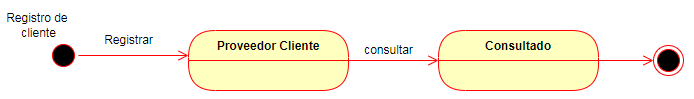 Registro de
cliente
Registrar
Proveedor Cliente
consultar
Consultado